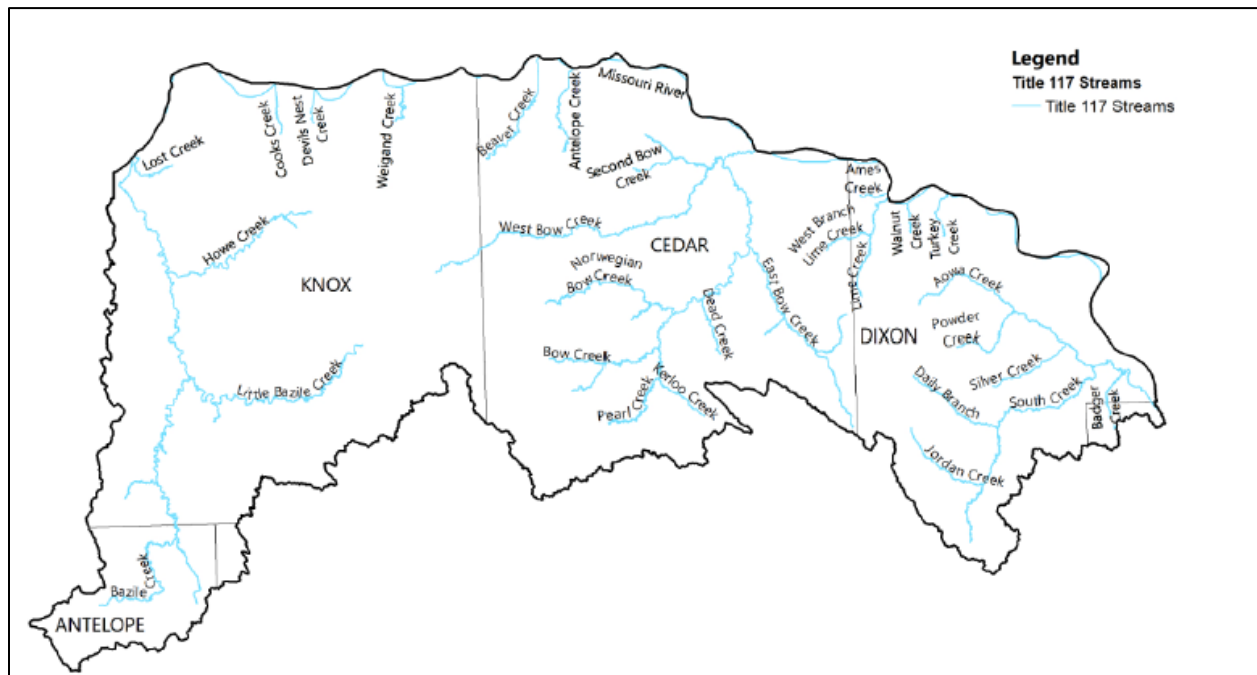 Legend
Title 117 Streams
Title 117 Streams
Missouri River
Lost Creek
Cooks Creek
Devils Nest
Creek
Weigand Creek
Beaver Creek
Antelope Creek
Second Bow
Creek
Ames
Creek
West Branch
Lime Creek
Lime Creek
Walnut
Creek
Turkey
Creek
Howe Creek
West Bow Creek
CEDAR
KNOX
Norwegian
Bow Creek
East Bow Creek
Dead Creek
Aowa Creek
Powder
Creek
DIXON
Bow Creek
Silver Creek
Daily Branch
South Creek
Badger
Creek
Little Bazile Creek
Pearl Creek
Kerloo Creek
Jordan Creek
Bazile
Creek
ANTELOPE